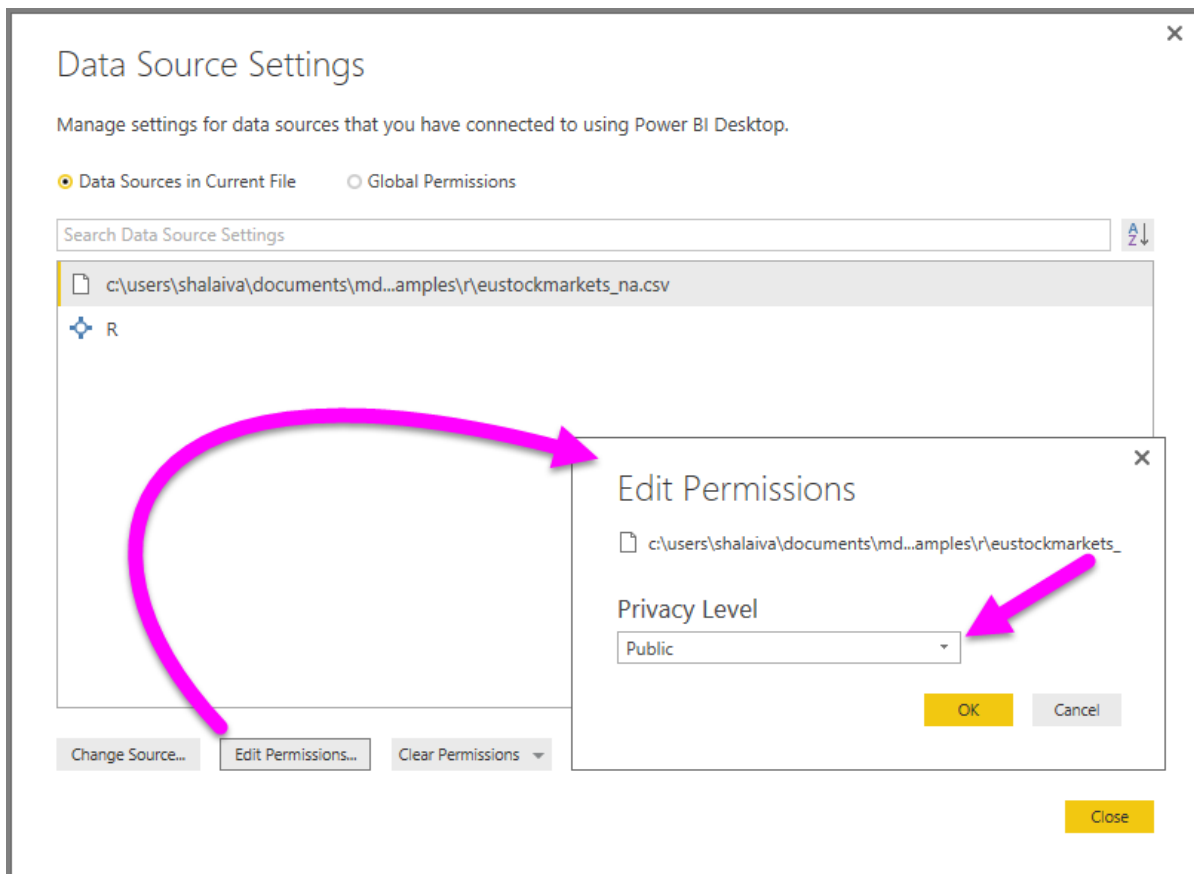 Data Source Settings
Manage settings for data sources that you have connected to using Power BI Desktop.
Data Sources in Current File Global Permissions
Search Data Source Settings
A
Z
c:\users\shalaiva\documents\md...amples\r\eustockmarkets_na.csv
R
Edit Permissions
c:\users\shalaiva\documents\md...amples\r\eustockmarkets_
Privacy Level
Public
OK Cancel
Change Source... Edit Permissions... Clear Permissions
Close